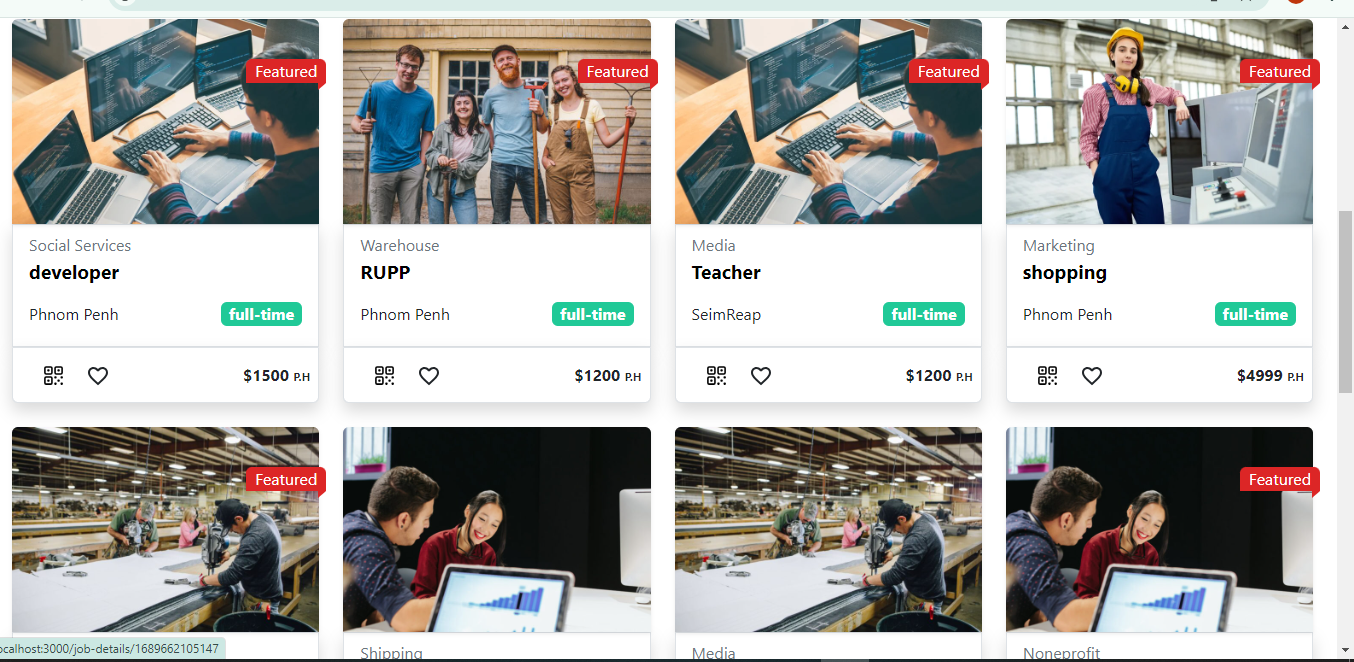 Featured
Featured
Featured
Featured
Social Services
developer
Phnom Penh
full-time
$1500 P.H
Warehouse
RUPP
Phnom Penh
full-time
$1200 P.H
Media
Teacher
SeimReap
full-time
$1200 P.H
Marketing
shopping
Phnom Penh
full-time
$4999 P.H
Featured
Featured
Shipping
Media
Nonprofit
ocalhost:3000/job-details/1689662105147